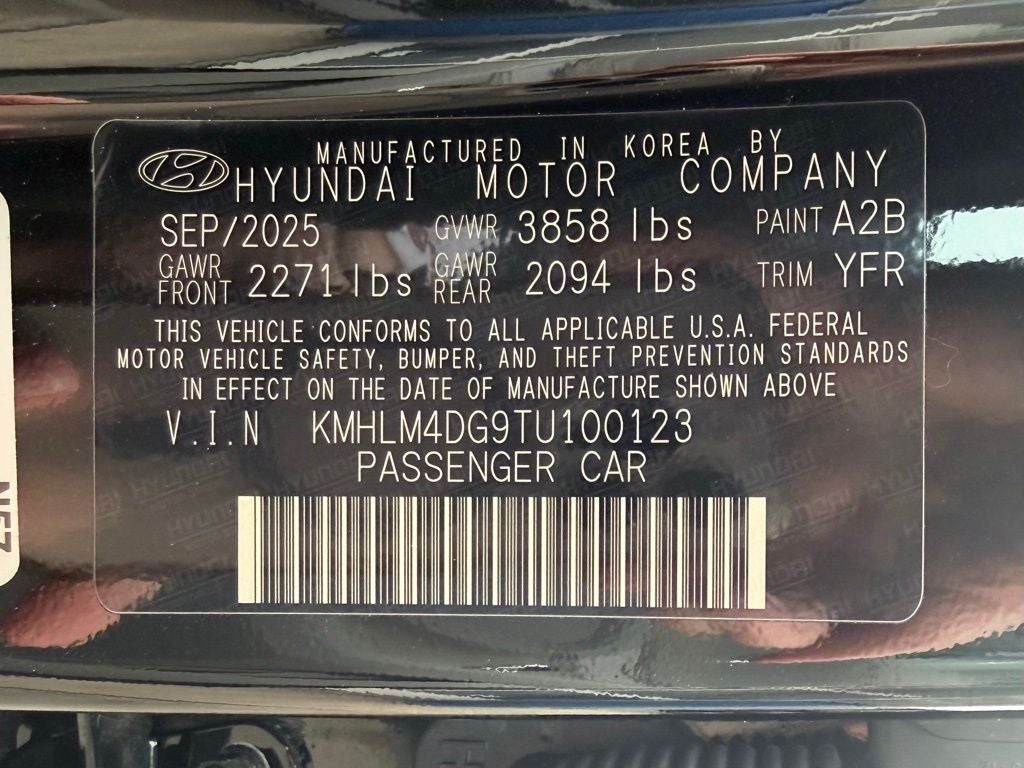 MANUFACTURED IN KOREA BY
HYUNDAI MOTOR COMPANY
SEP/2025 GVWR 3858 lbs PAINT A2B
GAWR FRONT 2271 lbs GAWR REAR 2094 lbs TRIM YFR
THIS VEHICLE CONFORMS TO ALL APPLICABLE U.S.A. FEDERAL
MOTOR VEHICLE SAFETY, BUMPER, AND THEFT PREVENTION STANDARDS
IN EFFECT ON THE DATE OF MANUFACTURE SHOWN ABOVE
V.I.N KMHLM4DG9TU100123
PASSENGER CAR